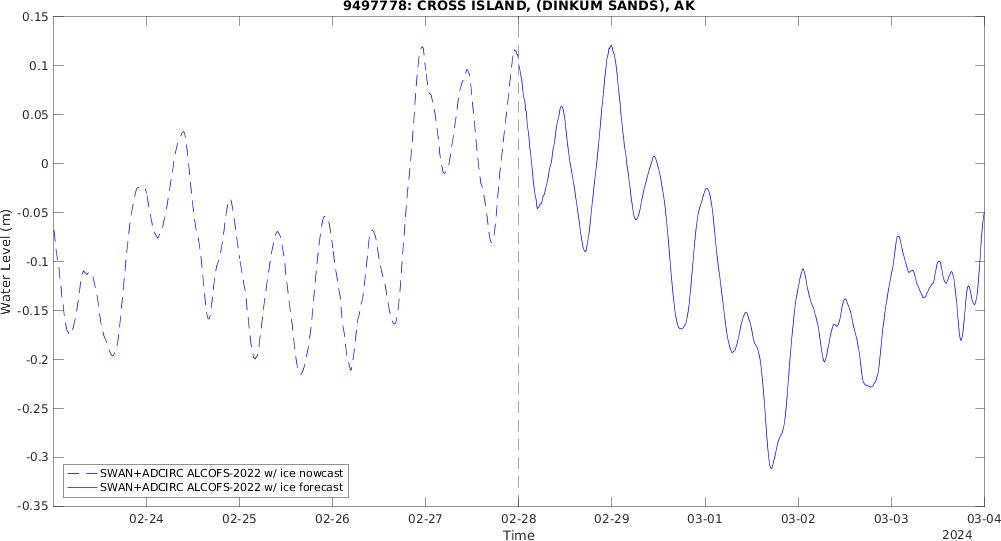 9497778: CROSS ISLAND, (DINKUM SANDS), AK
0.15
0.1
0.05
0
-0.05
-0.1
-0.15
-0.2
-0.25
-0.3
-0.35
Water Level (m)
SWAN+ADCIRC ALCOFS-2022 w/ ice nowcast
SWAN+ADCIRC ALCOFS-2022 w/ ice forecast
02-24 02-25 02-26 02-27 02-28 02-29 03-01 03-02 03-03 03-04
Time
2024